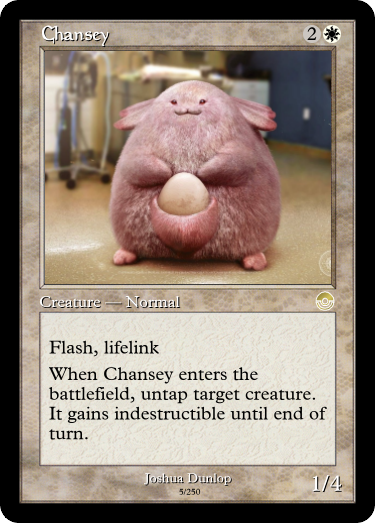 Chansey 2
Creature — Normal
Flash, lifelink
When Chansey enters the
battlefield, untap target creature.
It gains indestructible until end of
turn.
Joshua Dunlop
5/250
1/4